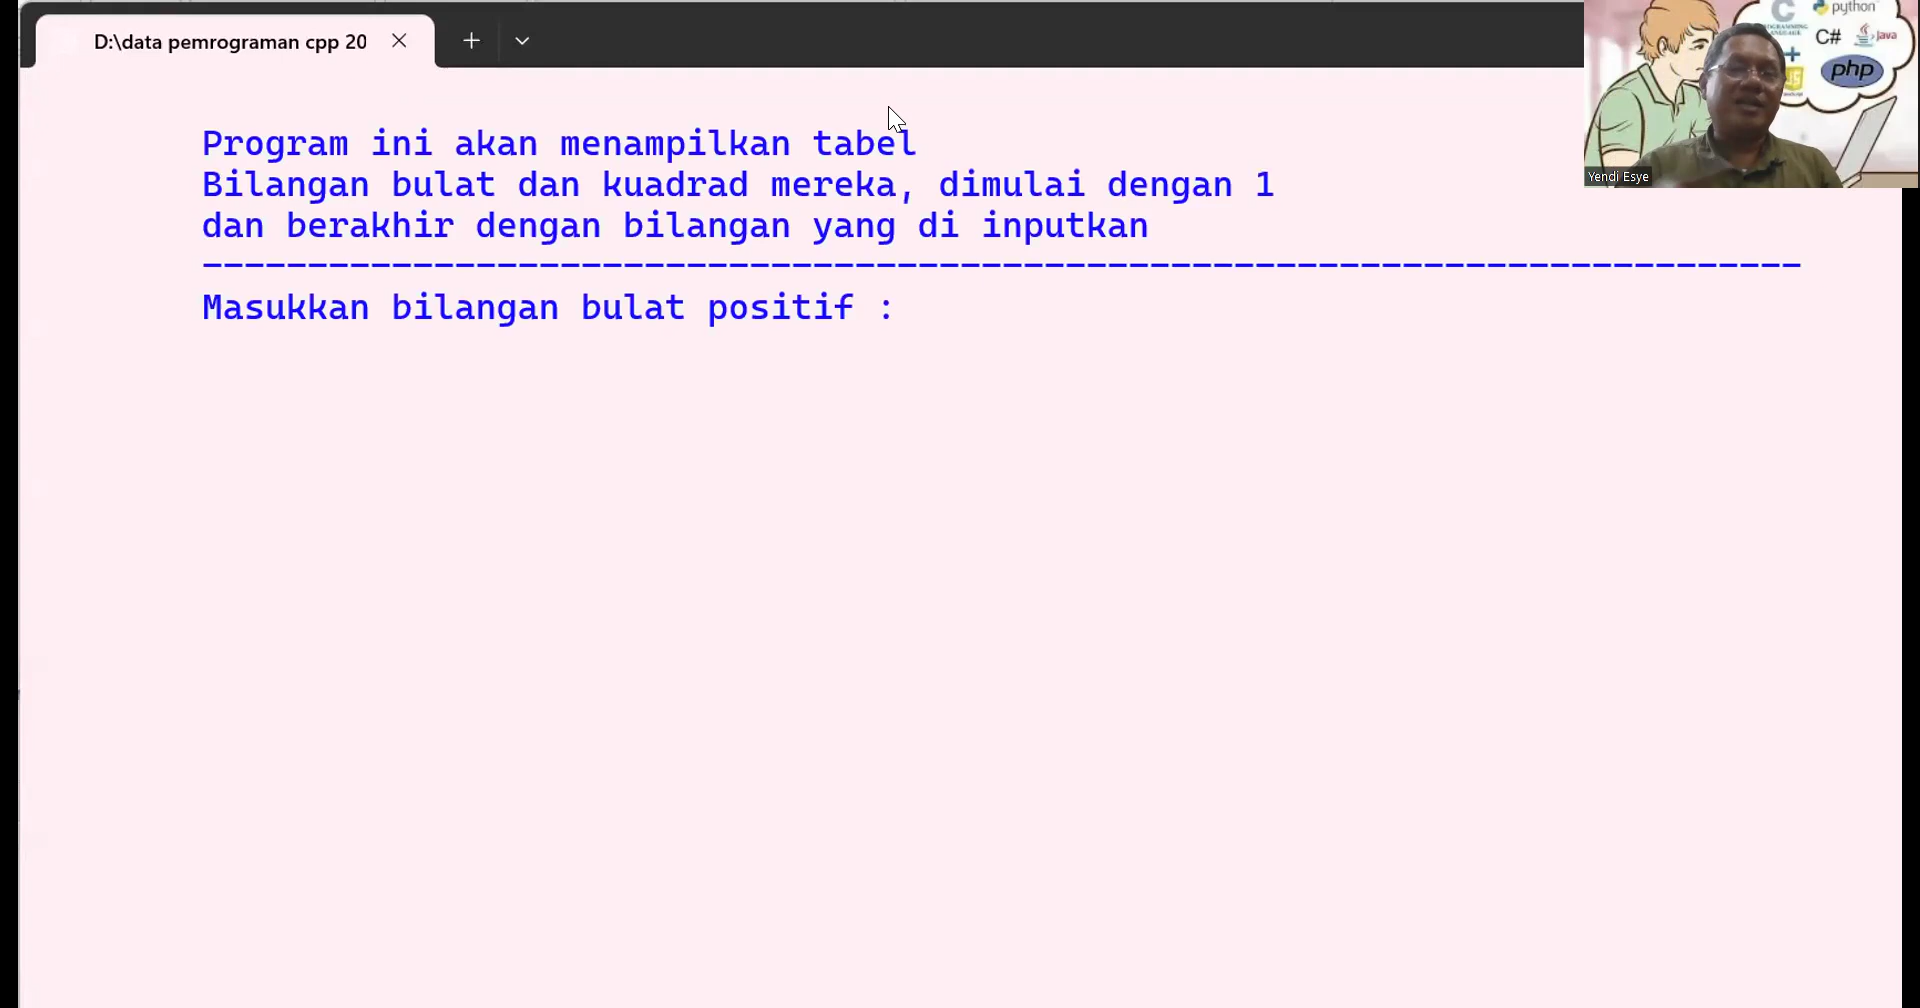 D:\data pemrograman cpp 20
Program ini akan menampilkan tabel
Bilangan bulat dan kuadrad mereka, dimulai dengan 1
dan berakhir dengan bilangan yang di inputkan
----------------------------------------------------------------------------
Masukkan bilangan bulat positif :
C
python
C#
Java
php
Yendi Esye